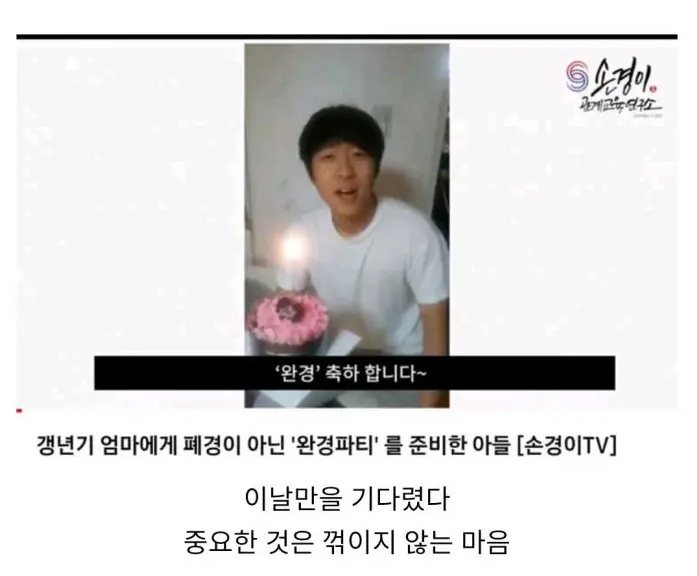 손경이
관계교육연구소
‘완경’ 축하 합니다~
갱년기 엄마에게 폐경이 아닌 '완경파티' 를 준비한 아들 [손경이TV]
이날만을 기다렸다
중요한 것은 꺾이지 않는 마음